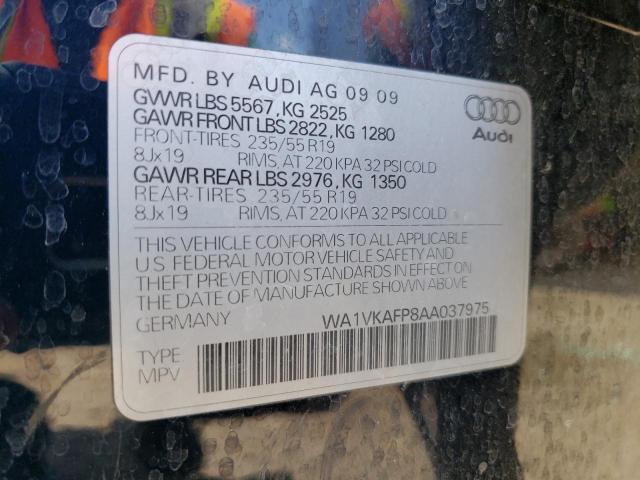 MFD. BY AUDI AG 09 09
GVWR LBS 5567, KG 2525
GAWR FRONT LBS 2822, KG 1280
FRONT-TIRES 235/55 R19
8Jx19 RIMS, AT 220 KPA 32 PSI COLD
GAWR REAR LBS 2976, KG 1350
REAR-TIRES 235/55 R19
8Jx19 RIMS, AT 220 KPA 32 PSI COLD
Audi
THIS VEHICLE CONFORMS TO ALL APPLICABLE
U.S. FEDERAL MOTOR VEHICLE SAFETY AND
THEFT PREVENTION STANDARDS IN EFFECT ON
THE DATE OF MANUFACTURE SHOWN ABOVE
GERMANY WA1VKAFP8AA037975
TYPE
MPV